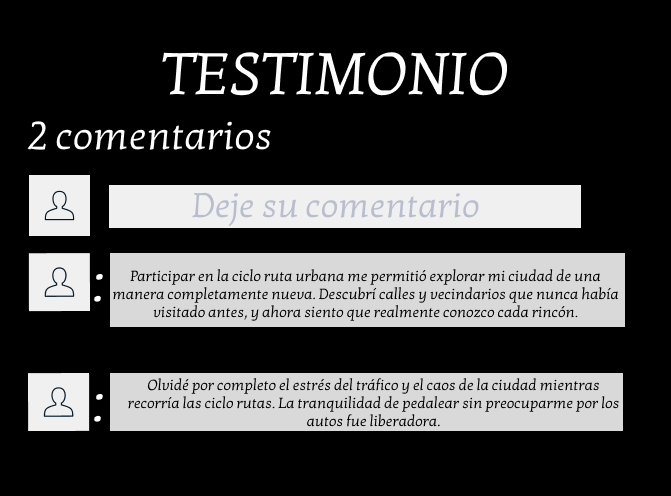 TESTIMONIO
2 comentarios
Deje su comentario
: Participar en la ciclo ruta urbana me permitió explorar mi ciudad de una
manera completamente nueva. Descubrí calles y vecindarios que nunca había
visitado antes, y ahora siento que realmente conozco cada rincón.
: Olvidé por completo el estrés del tráfico y el caos de la ciudad mientras
recorría las ciclo rutas. La tranquilidad de pedalear sin preocuparme por los
autos fue liberadora.